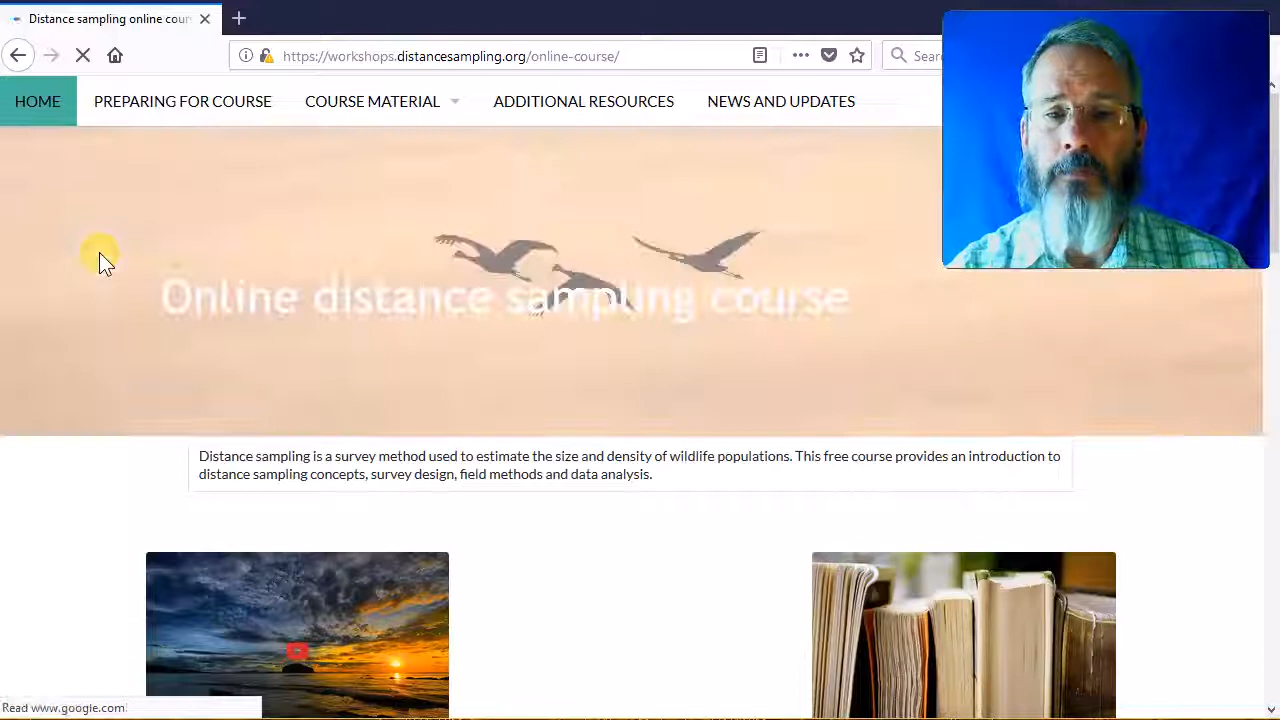 Distance sampling online cour
https://workshops.distancesampling.org/online-course/
Sear
HOME
PREPARING FOR COURSE
COURSE MATERIAL
ADDITIONAL RESOURCES
NEWS AND UPDATES
Online distance sampling course
Distance sampling is a survey method used to estimate the size and density of wildlife populations. This free course provides an introduction to
distance sampling concepts, survey design, field methods and data analysis.
Read www.google.com